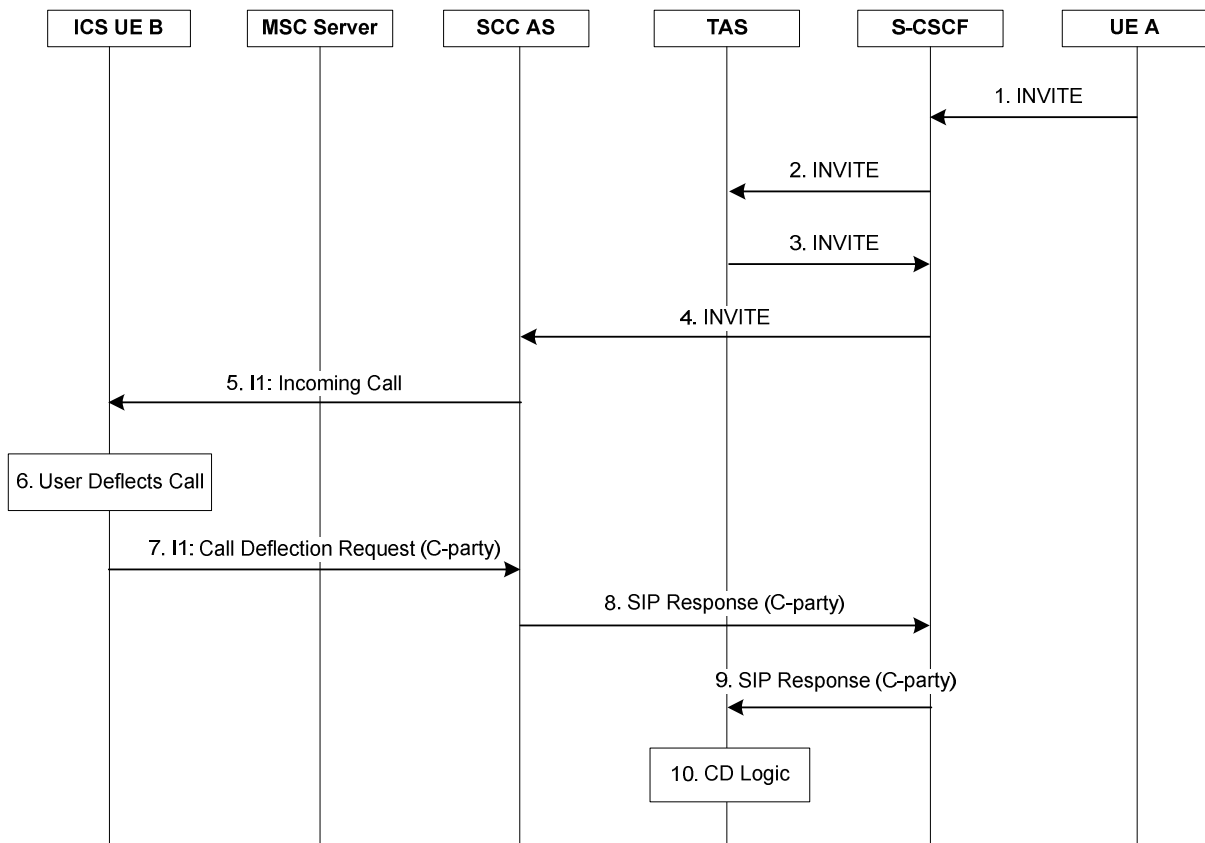 ICS UE B
MSC Server
SCC AS
TAS
S-CSCF
UE A
1. INVITE
2. INVITE
3. INVITE
4. INVITE
5. I1: Incoming Call
6. User Deflects Call
7. I1: Call Deflection Request (C-party)
8. SIP Response (C-party)
9. SIP Response (C-party)
10. CD Logic